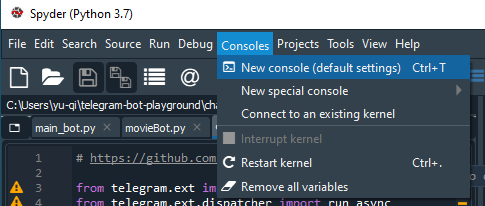 Spyder (Python 3.7)
File Edit Search Source Run Debug Consoles Projects Tools View Help
New console (default settings) Ctrl+T
New special console
Connect to an existing kernel
Interrupt kernel
Restart kernel Ctrl+.
Remove all variables
C:\Users\yu-qi\telegram-bot-playground\cha
main_bot.py × movieBot.py ×
1 # https://github.com
2
3 from telegram.ext im
4 from telegram.ext.dispatcher import run_async